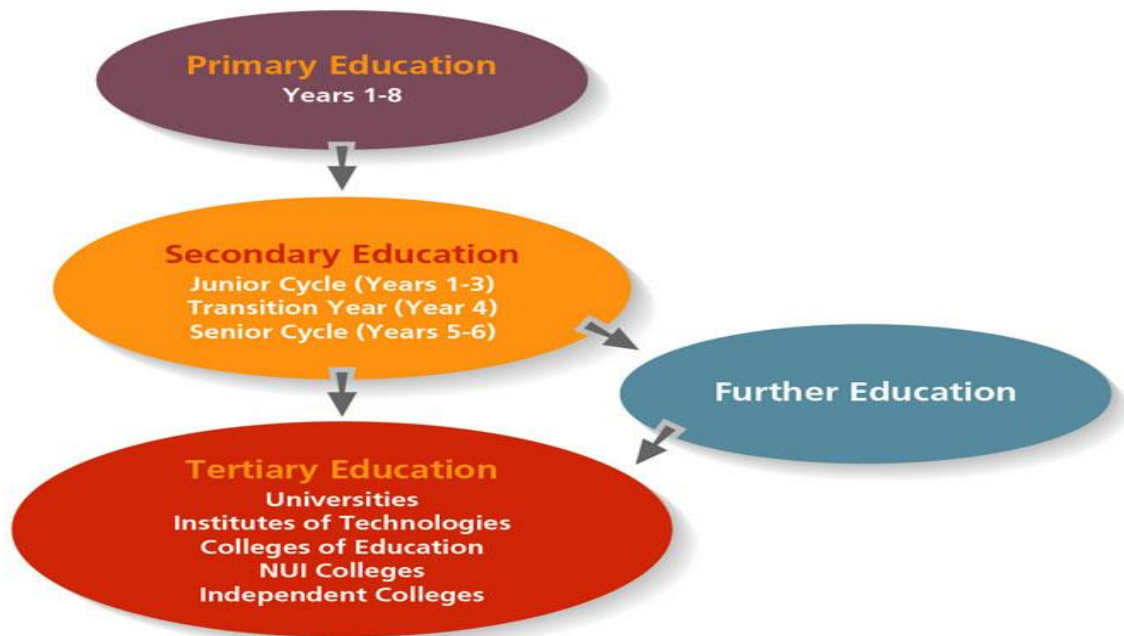 Primary Education
Years 1-8
Secondary Education
Junior Cycle (Years 1-3)
Transition Year (Year 4)
Senior Cycle (Years 5-6)
Further Education
Tertiary Education
Universities
Institutes of Technologies
Colleges of Education
NUI Colleges
Independent Colleges